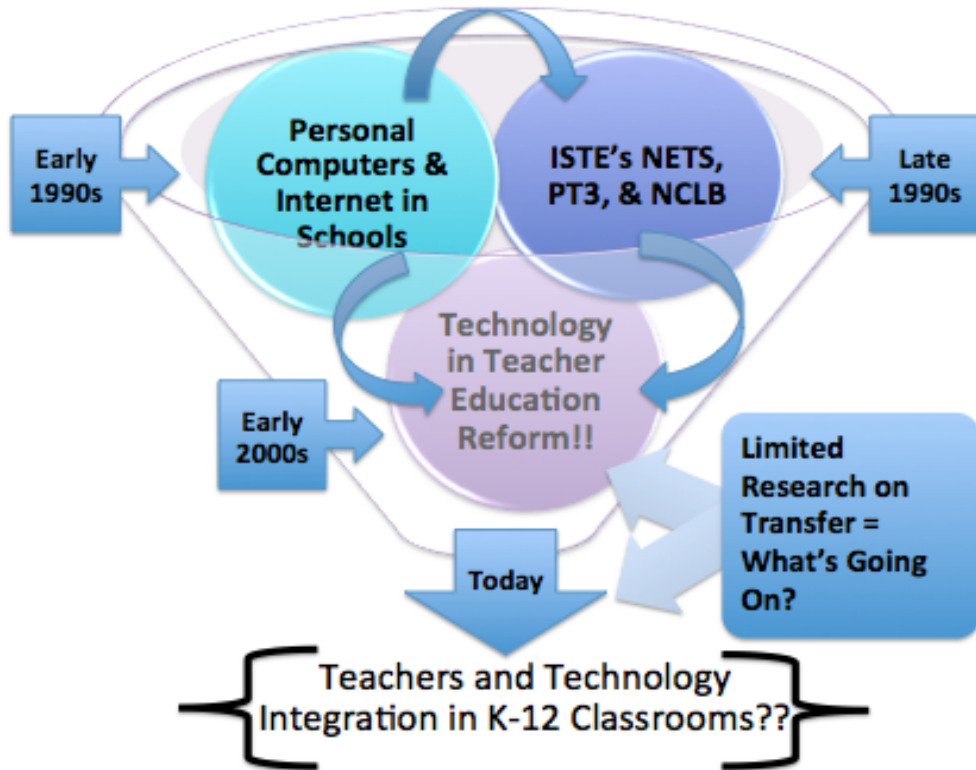 Early
1990s
Personal
Computers &
Internet in
Schools
ISTE's NETS,
PT3, & NCLB
Late
1990s
Technology
in Teacher
Education
Reform!!
Early
2000s
Limited
Research on
Transfer =
What's Going
On?
Today
Teachers and Technology
Integration in K-12 Classrooms??